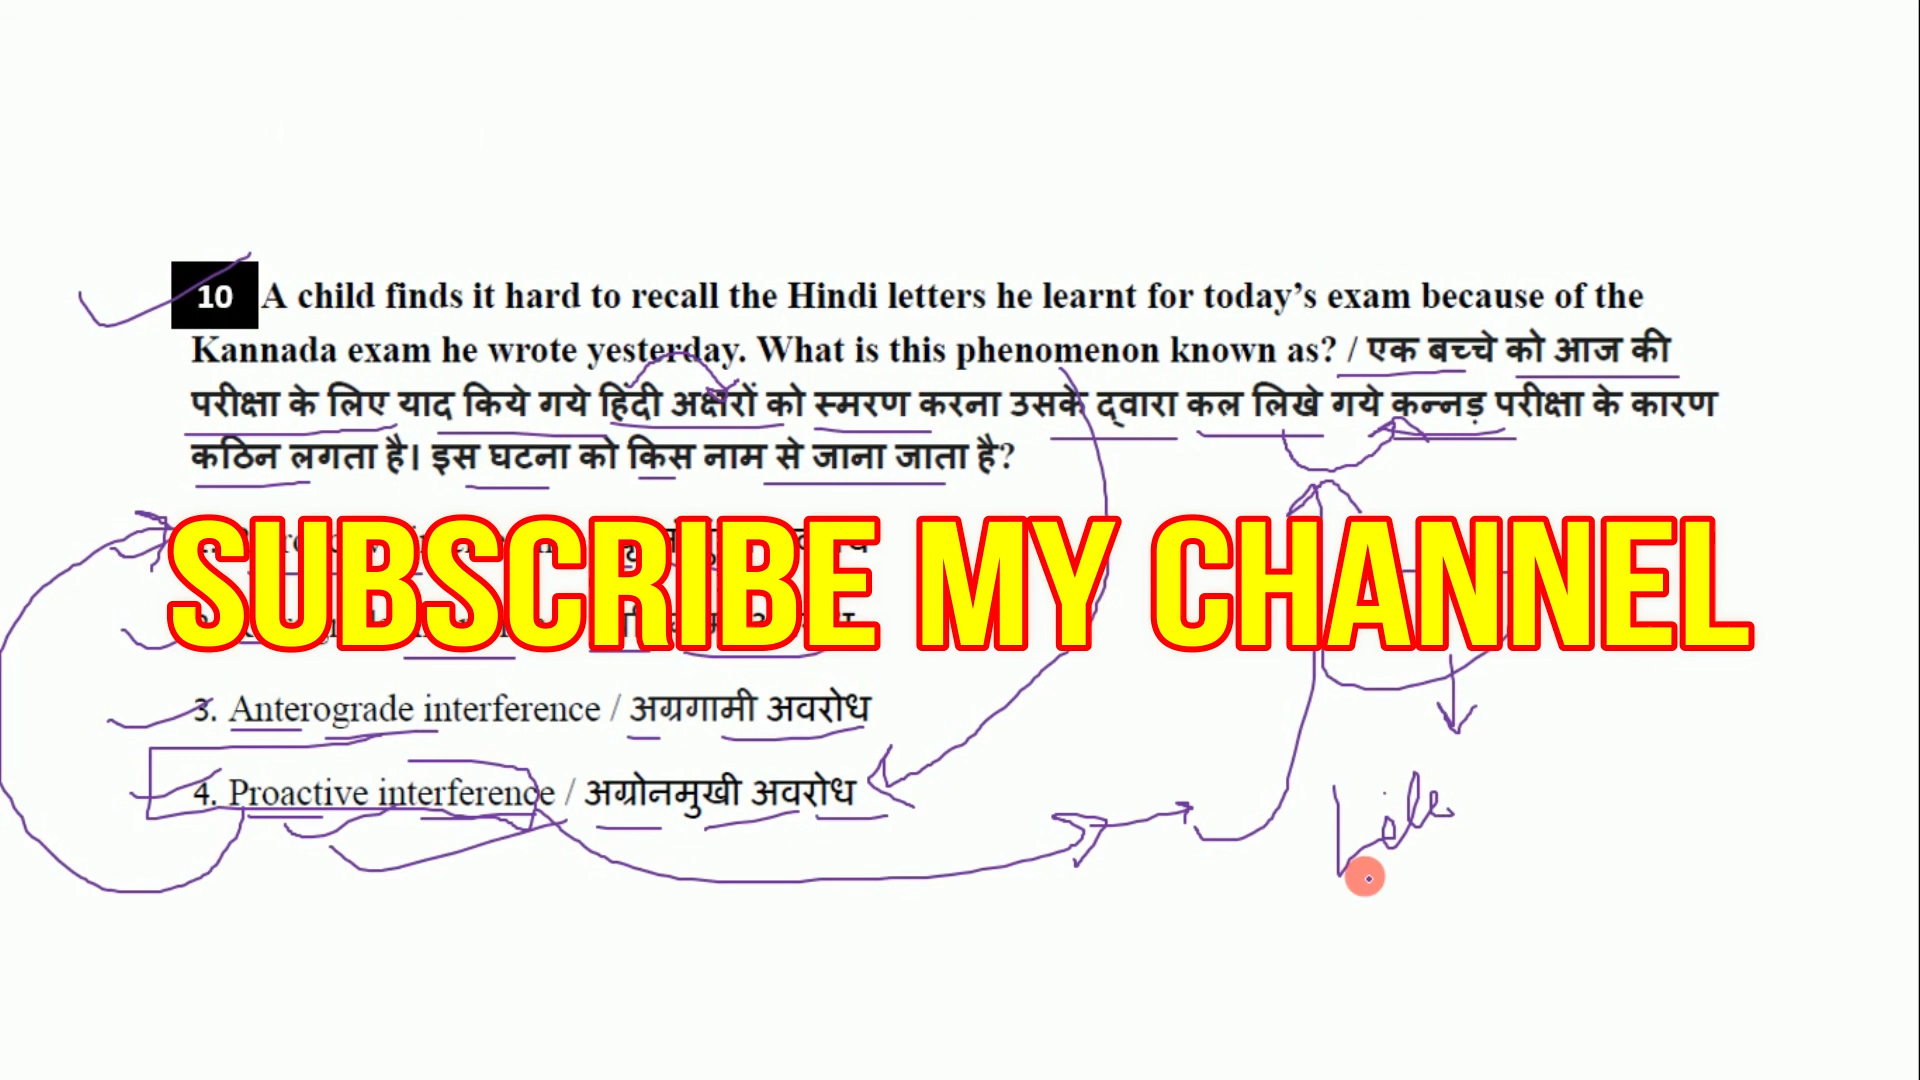 10 A child finds it hard to recall the Hindi letters he learnt for today's exam because of the
Kannada exam he wrote yesterday. What is this phenomenon known as? / एक बच्चे को आज की
परीक्षा के लिए याद किये गये हिंदी अक्षरों को स्मरण करना उसके द्वारा कल लिखे गये कन्नड़ परीक्षा के कारण
कठिन लगता है। इस घटना को किस नाम से जाना जाता है?
SUBSCRIBE MY CHANNEL
3. Anterograde interference / अग्रगामी अवरोध
4. Proactive interference / अग्रोनमुखी अवरोध